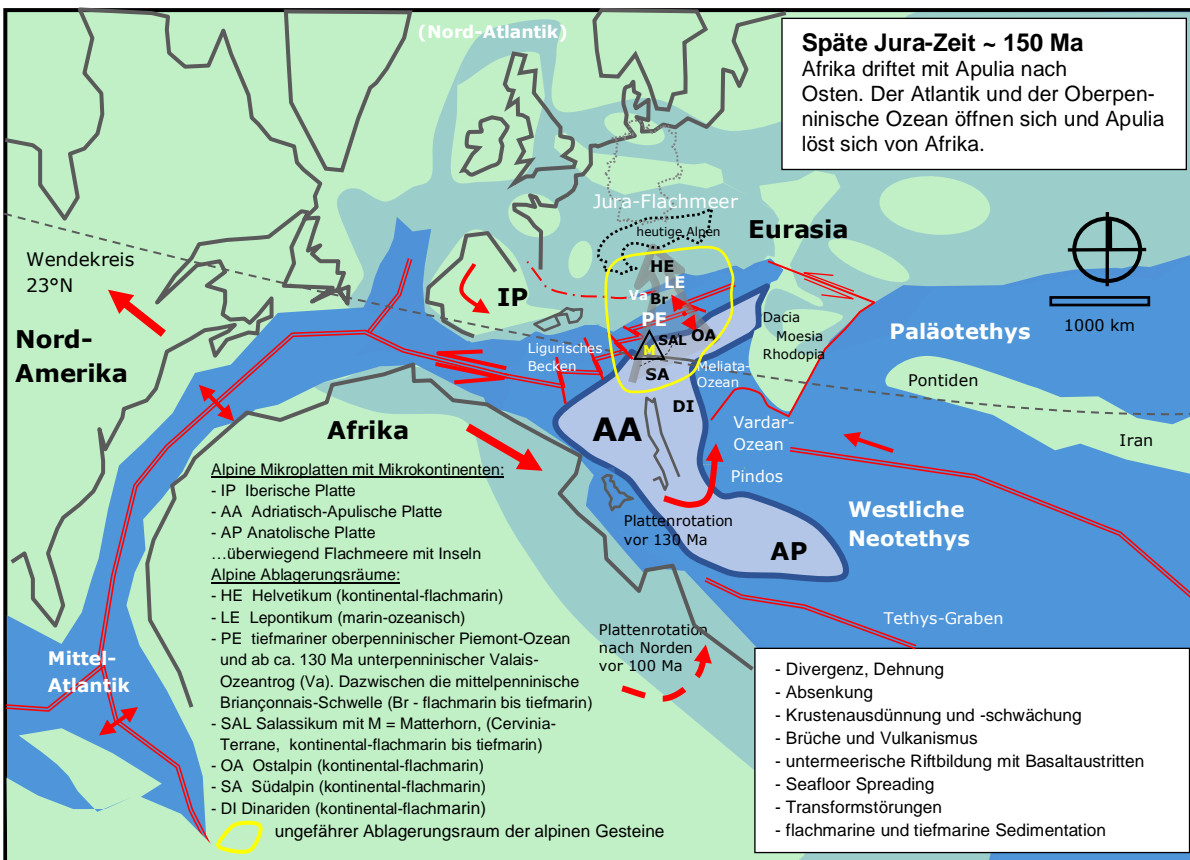 (Nord-Atlantik)
Späte Jura-Zeit ~ 150 Ma
Afrika driftet mit Apulia nach
Osten. Der Atlantik und der Oberpen-
ninische Ozean öffnen sich und Apulia
löst sich von Afrika.
Jura-Flachmeer
heutige Alpen
Eurasia
Wendekreis
23°N
HE
LE
Va
Br
IP
PE
1000 km
Nord-
Amerika
Dacia
Moesia
Rhodopia
Paläotethys
SAL
OA
M
Ligurisches
Becken
SA
Meliata-
Ozean
Pontiden
DI
AA
Afrika
Vardar-
Ozean
Iran
Pindos
Alpine Mikroplatten mit Mikrokontinenten:
- IP Iberische Platte
- AA Adriatisch-Apulische Platte
- AP Anatolische Platte
...überwiegend Flachmeere mit Inseln
Plattenrotation
vor 130 Ma
Westliche
Neotethys
AP
Alpine Ablagerungsräume:
- HE Helvetikum (kontinental-flachmarin)
- LE Lepontikum (marin-ozeanisch)
- PE tiefmariner oberpenninischer Piemont-Ozean
und ab ca. 130 Ma unterpenninischer Valais-
Ozeantrog (Va). Dazwischen die mittelpenninische
Briançonnais-Schwelle (Br - flachmarin bis tiefmarin)
- SAL Salassikum mit M = Matterhorn, (Cervinia-
Terrane, kontinental-flachmarin bis tiefmarin)
- OA Ostalpin (kontinental-flachmarin)
- SA Südalpin (kontinental-flachmarin)
- DI Dinariden (kontinental-flachmarin)
ungefährer Ablagerungsraum der alpinen Gesteine
Tethys-Graben
Plattenrotation
nach Norden
vor 100 Ma
Mittel-
Atlantik
- Divergenz, Dehnung
- Absenkung
- Krustenausdünnung und -schwächung
- Brüche und Vulkanismus
- untermeerische Riftbildung mit Basaltaustritten
- Seafloor Spreading
- Transformstörungen
- flachmarine und tiefmarine Sedimentation